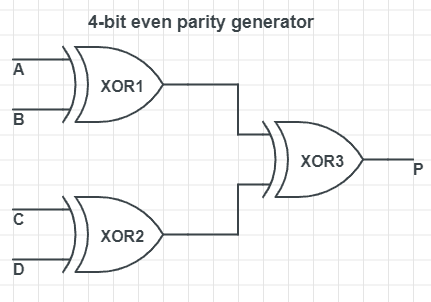 4-bit even parity generator
A
XOR1
B
XOR3
P
C
XOR2
D